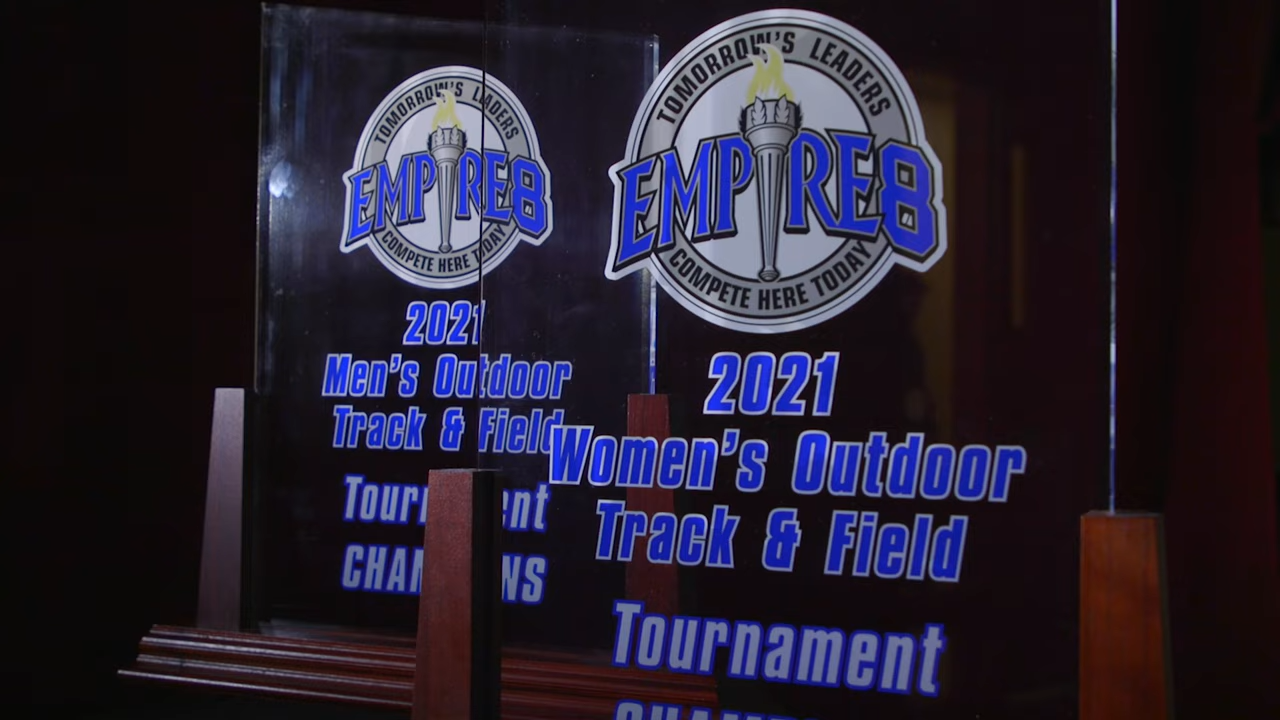 TOMORROW'S LEADERS
EMPIRE8
COMPETE HERE TODAY
2021
Men's Outdoor
Track & Field
TOMORROW'S LEADERS
EMPIRE8
COMPETE HERE TODAY
2021
Women's Outdoor
Track & Field
Tournament